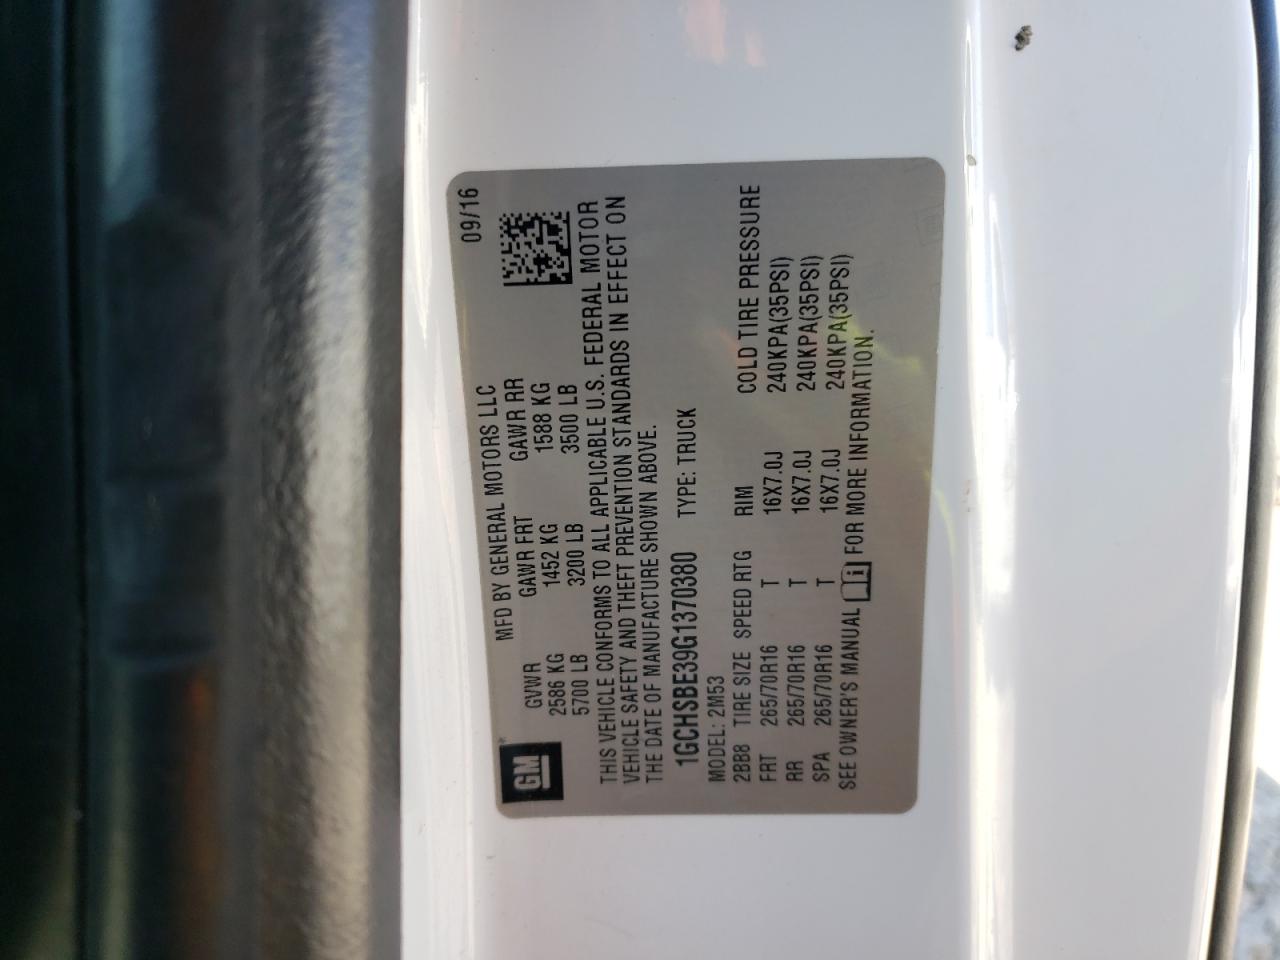 MFD BY GENERAL MOTORS LLC 09/16
GM
GVWR GAWR FRT GAWR RR
2586 KG 1452 KG 1588 KG
5700 LB 3200 LB 3500 LB
THIS VEHICLE CONFORMS TO ALL APPLICABLE U.S. FEDERAL MOTOR
VEHICLE SAFETY AND THEFT PREVENTION STANDARDS IN EFFECT ON
THE DATE OF MANUFACTURE SHOWN ABOVE.
1GCHSBE39G1370380 TYPE: TRUCK
MODEL: 2M53
2BB8 TIRE SIZE SPEED RTG RIM COLD TIRE PRESSURE
FRT 265/70R16 T 16X7.0J 240KPA(35PSI)
RR 265/70R16 T 16X7.0J 240KPA(35PSI)
SPA 265/70R16 T 16X7.0J 240KPA(35PSI)
SEE OWNER'S MANUAL FOR MORE INFORMATION.